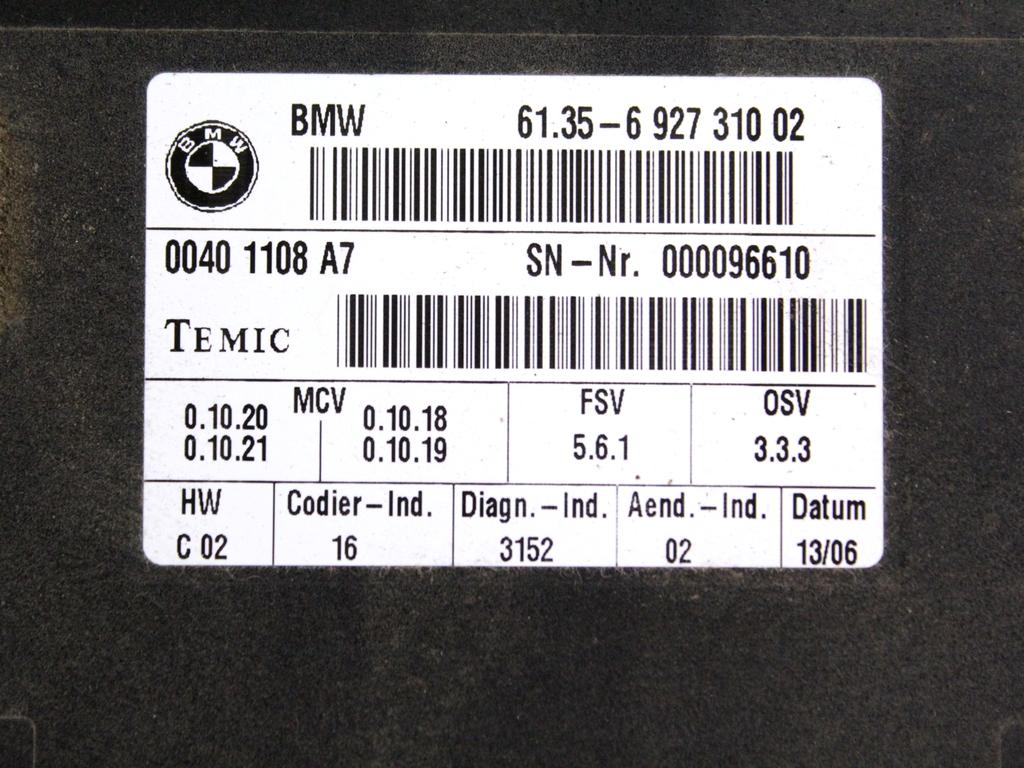 BMW
BMW 61.35-6 927 310 02
0040 1108 A7 SN-Nr. 000096610
TEMIC
MCV FSV OSV
0.10.20 0.10.18
0.10.21 0.10.19 5.6.1 3.3.3
HW Codier-Ind. Diagn.-Ind. Aend.-Ind. Datum
C 02 16 3152 02 13/06